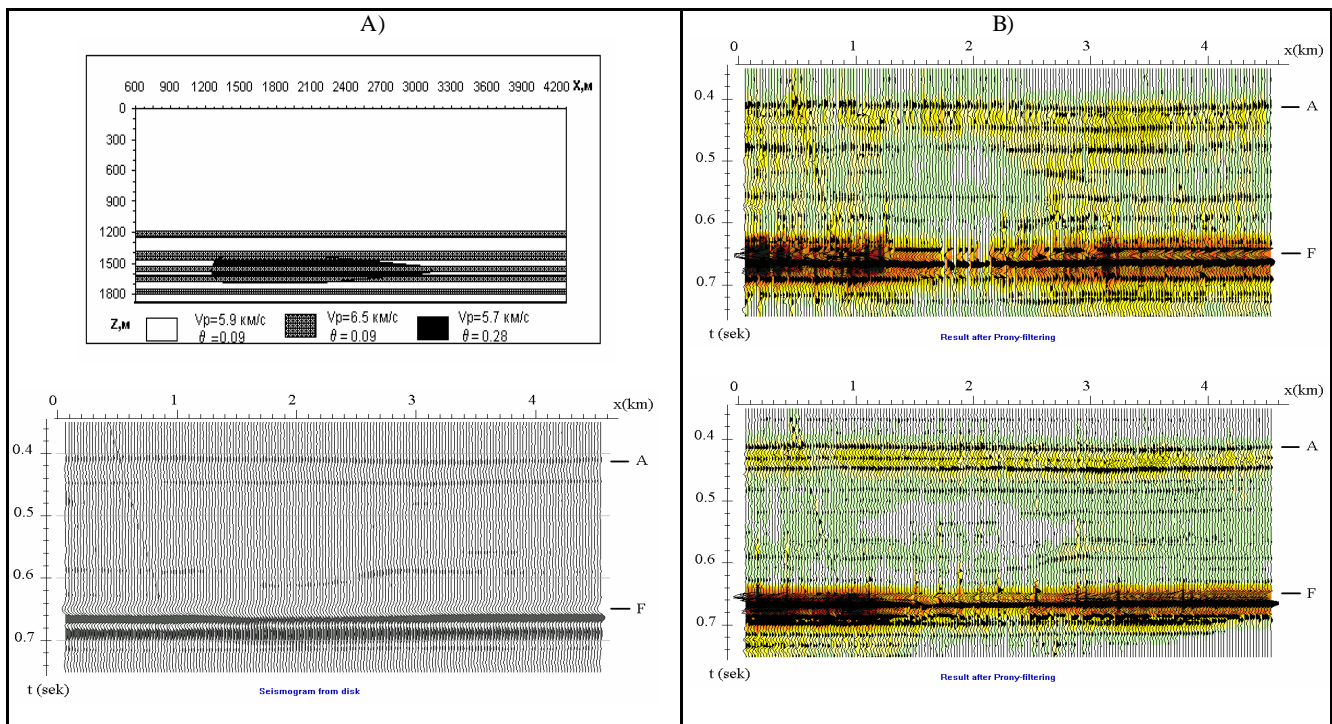 A)
600 900 1200 1500 1800 2100 2400 2700 3000 3300 3600 3900 4200 X,м
0
300
600
900
1200
1500
1800
Z,м
Vp=5.9 км/с
θ =0.09
Vp=6.5 км/с
θ =0.09
Vp=5.7 км/с
θ =0.28
0 1 2 3 4 x(km)
0.4
0.5
0.6
0.7
A
F
t (sek)
Seismogram from disk
B)
0 1 2 3 4 x(km)
0.4
0.5
0.6
0.7
A
F
t (sek)
Result after Prony-filtering
0 1 2 3 4 x(km)
0.4
0.5
0.6
0.7
A
F
t (sek)
Result after Prony-filtering